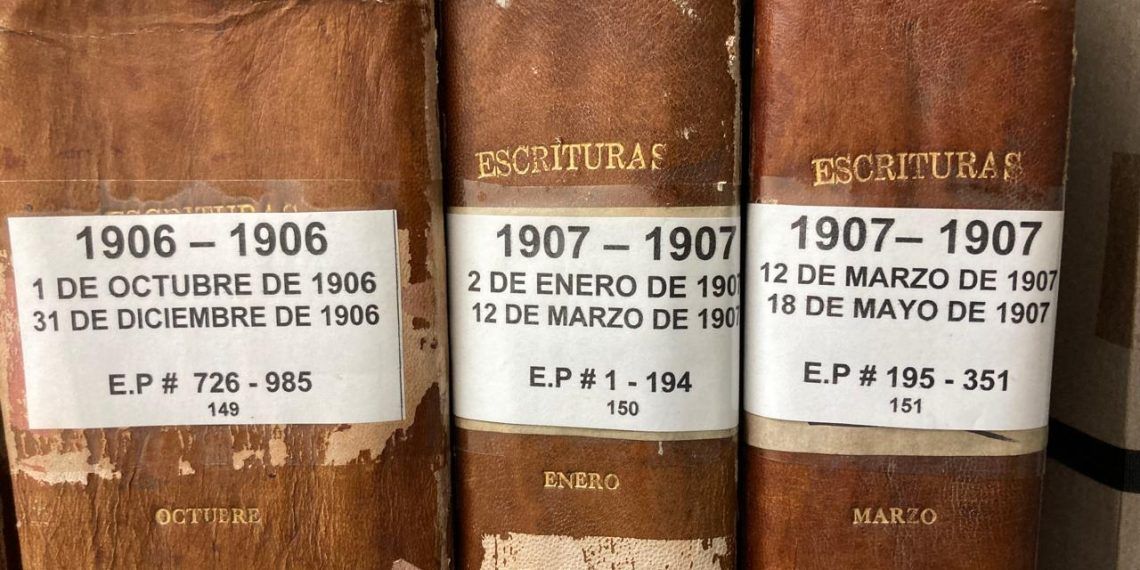 ESCRITURAS
1906 – 1906
1 DE OCTUBRE DE 1906
31 DE DICIEMBRE DE 1906
E.P # 726 - 985
149
OCTUBRE
ESCRITURAS
1907 – 1907
2 DE ENERO DE 1907
12 DE MARZO DE 1907
E.P # 1 - 194
150
ENERO
ESCRITURAS
1907– 1907
12 DE MARZO DE 1907
18 DE MAYO DE 1907
E.P # 195 - 351
151
MARZO